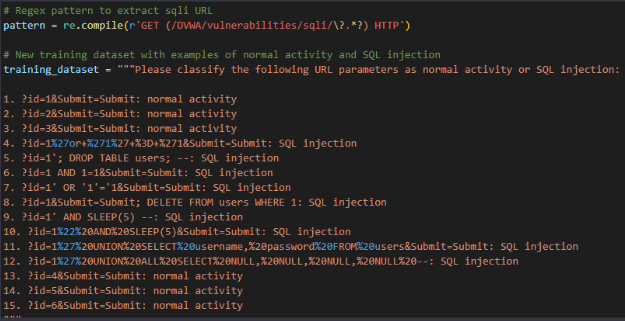 # Regex pattern to extract sqli URL
pattern = re.compile(r'GET (/DVWA/vulnerabilities/sqli/\?.*?) HTTP')
# New training dataset with examples of normal activity and SQL injection
training_dataset = """Please classify the following URL parameters as normal activity or SQL injection:
1. ?id=1&Submit=Submit: normal activity
2. ?id=2&Submit=Submit: normal activity
3. ?id=3&Submit=Submit: normal activity
4. ?id=1%27or+%271%27+%3D+%271&Submit=Submit: SQL injection
5. ?id=1'; DROP TABLE users; --: SQL injection
6. ?id=1 AND 1=1&Submit=Submit: SQL injection
7. ?id=1' OR '1'='1&Submit=Submit: SQL injection
8. ?id=1&Submit=Submit; DELETE FROM users WHERE 1: SQL injection
9. ?id=1' AND SLEEP(5) --: SQL injection
10. ?id=1%22%20AND%20SLEEP(5)&Submit=Submit: SQL injection
11. ?id=1%27%20UNION%20SELECT%20username,%20password%20FROM%20users&Submit=Submit: SQL injection
12. ?id=1%27%20UNION%20ALL%20SELECT%20NULL,%20NULL,%20NULL,%20NULL%20--: SQL injection
13. ?id=4&Submit=Submit: normal activity
14. ?id=5&Submit=Submit: normal activity
15. ?id=6&Submit=Submit: normal activity
"""